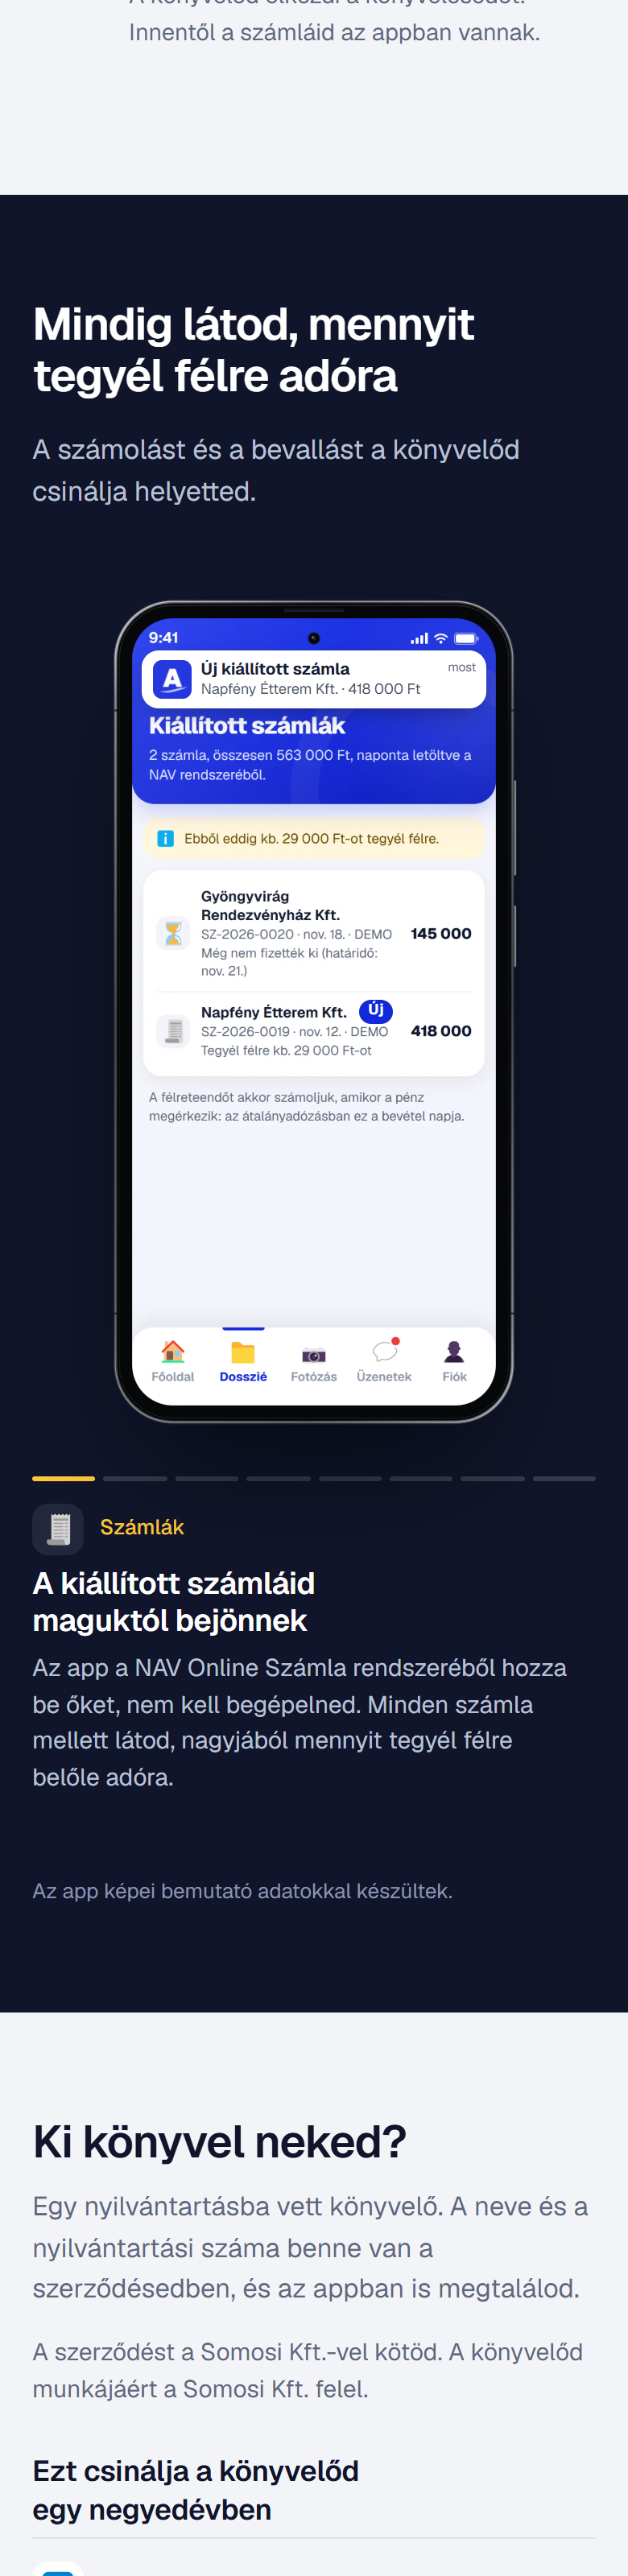 Innentől a számláid az appban vannak.
Mindig látod, mennyit
tegyél félre adóra
A számolást és a bevallást a könyvelőd
csinálja helyetted.
9:41
A
Új kiállított számla
most
Napfény Étterem Kft. · 418 000 Ft
Kiállított számlák
2 számla, összesen 563 000 Ft, naponta letöltve a
NAV rendszeréből.
Ebből eddig kb. 29 000 Ft-ot tegyél félre.
Gyöngyvirág
Rendezvényház Kft.
SZ-2026-0020 · nov. 18. · DEMO
145 000
Még nem fizették ki (határidő:
nov. 21.)
Napfény Étterem Kft.
Új
SZ-2026-0019 · nov. 12. · DEMO
418 000
Tegyél félre kb. 29 000 Ft-ot
A félreteendőt akkor számoljuk, amikor a pénz
megérkezik: az átalányadózásban ez a bevétel napja.
Főoldal
Dosszié
Fotózás
Üzenetek
Fiók
Számlák
A kiállított számláid
maguktól bejönnek
Az app a NAV Online Számla rendszeréből hozza
be őket, nem kell begépelned. Minden számla
mellett látod, nagyjából mennyit tegyél félre
belőle adóra.
Az app képei bemutató adatokkal készültek.
Ki könyvel neked?
Egy nyilvántartásba vett könyvelő. A neve és a
nyilvántartási száma benne van a
szerződésedben, és az appban is megtalálod.
A szerződést a Somosi Kft.-vel kötöd. A könyvelőd
munkájáért a Somosi Kft. felel.
Ezt csinálja a könyvelőd
egy negyedévben